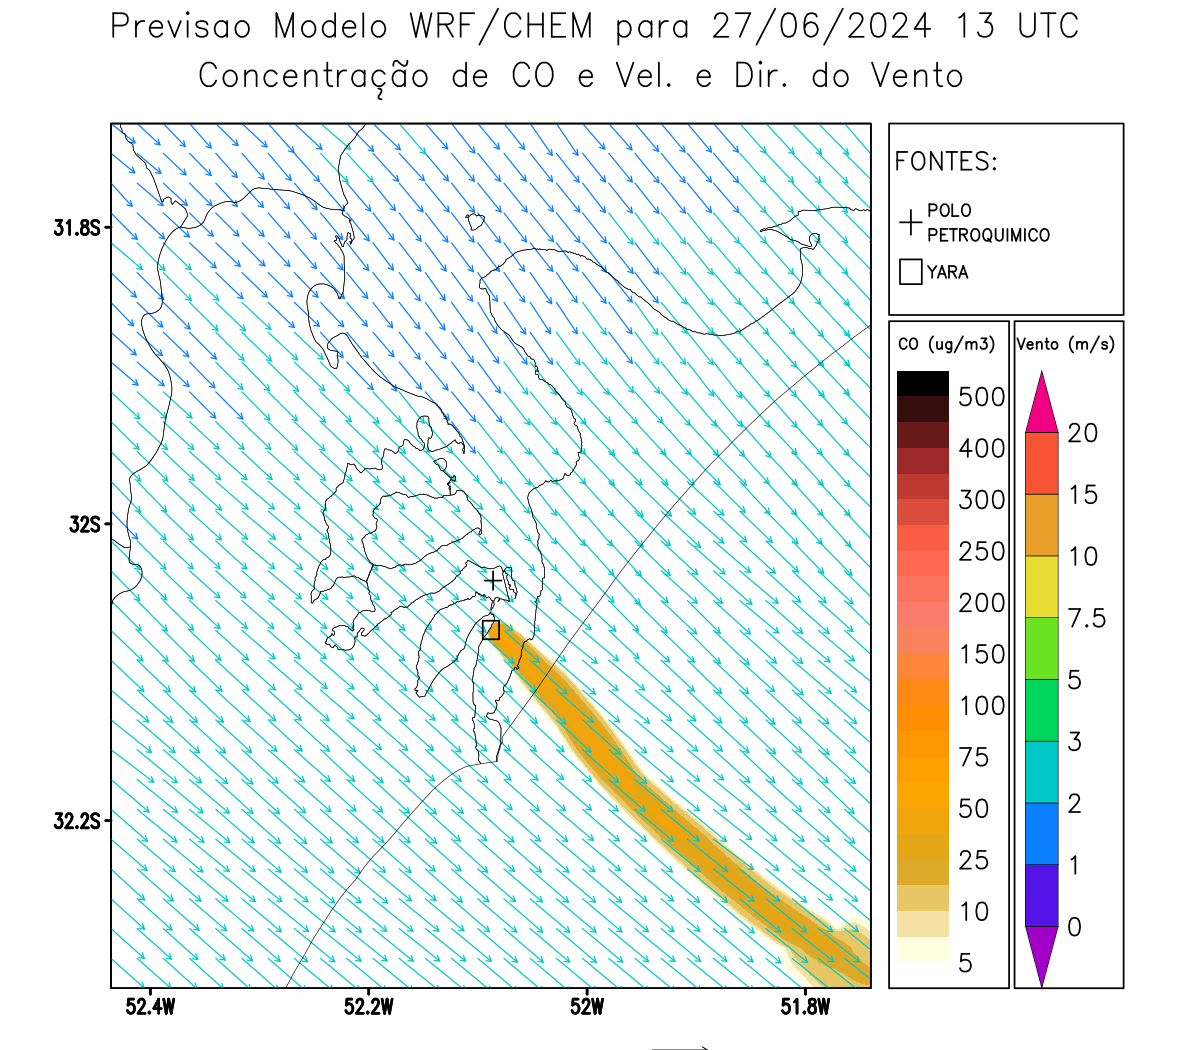 Previsao Modelo WRF/CHEM para 27/06/2024 13 UTC
Concentração de CO e Vel. e Dir. do Vento
FONTES:
POLO
PETROQUIMICO
YARA
CO (ug/m3)
500
400
300
250
200
150
100
75
50
25
10
5
Vento (m/s)
20
15
10
7.5
5
3
2
1
0
31.8S
32S
32.2S
52.4W
52.2W
52W
51.8W